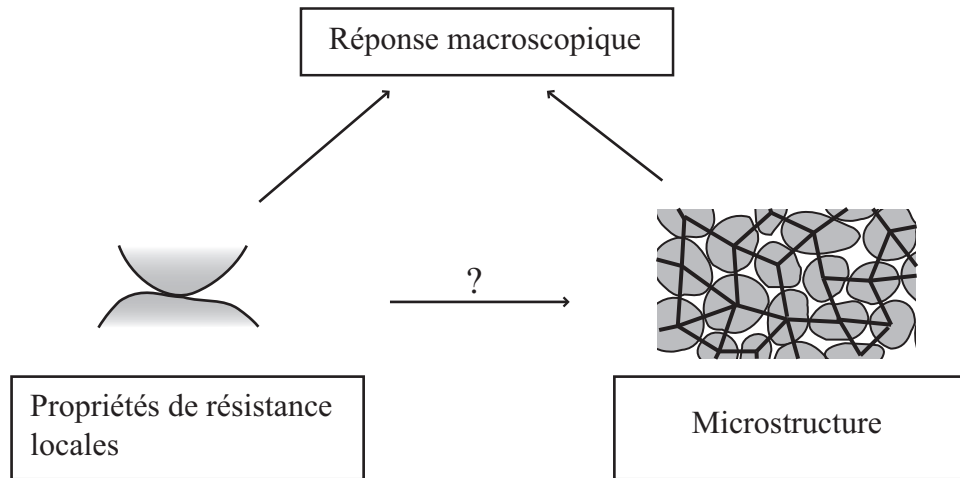 Réponse macroscopique
?
Propriétés de résistance
locales
Microstructure